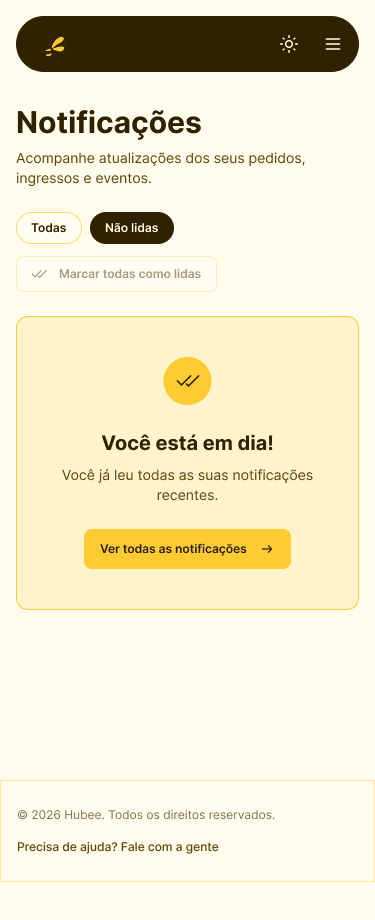 Notificações
Acompanhe atualizações dos seus pedidos,
ingressos e eventos.
Todas
Não lidas
Marcar todas como lidas
Você está em dia!
Você já leu todas as suas notificações
recentes.
Ver todas as notificações
© 2026 Hubee. Todos os direitos reservados.
Precisa de ajuda? Fale com a gente